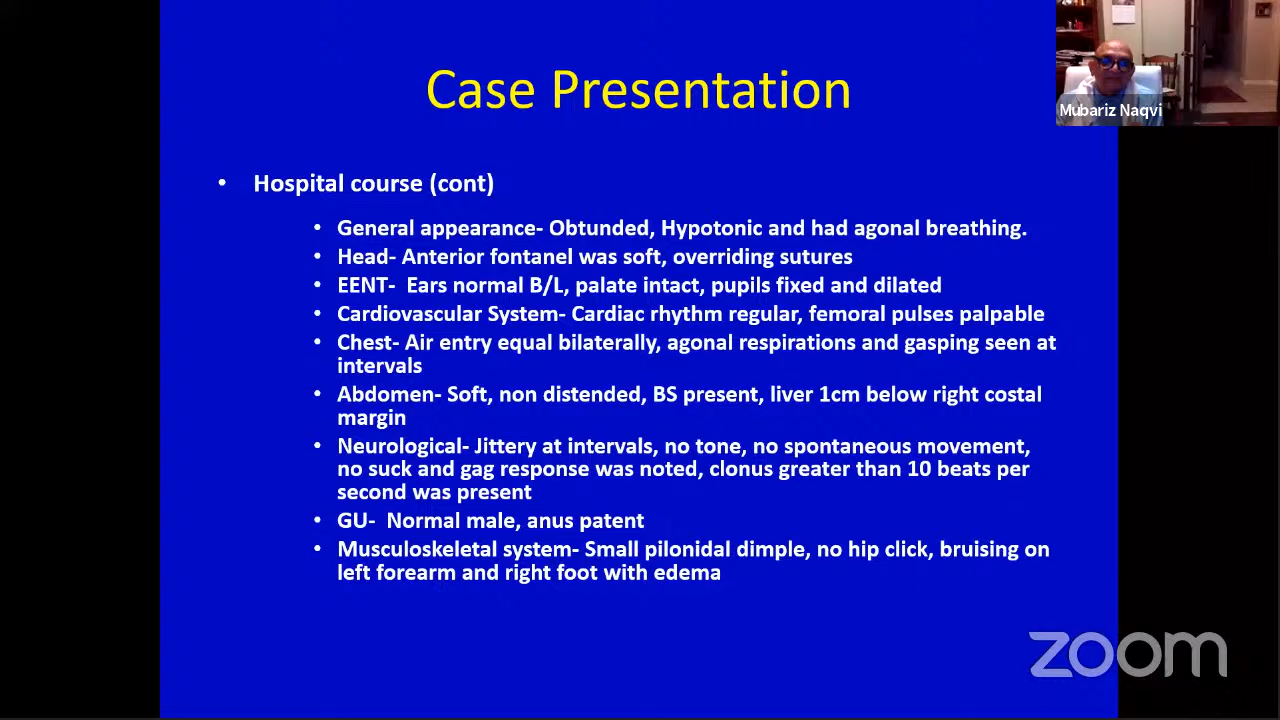 Case Presentation
Mubariz Naqvi
• Hospital course (cont)
• General appearance- Obtunded, Hypotonic and had agonal breathing.
• Head- Anterior fontanel was soft, overriding sutures
• EENT- Ears normal B/L, palate intact, pupils fixed and dilated
• Cardiovascular System- Cardiac rhythm regular, femoral pulses palpable
• Chest- Air entry equal bilaterally, agonal respirations and gasping seen at
intervals
• Abdomen- Soft, non distended, BS present, liver 1cm below right costal
margin
• Neurological- Jittery at intervals, no tone, no spontaneous movement,
no suck and gag response was noted, clonus greater than 10 beats per
second was present
• GU- Normal male, anus patent
• Musculoskeletal system- Small pilonidal dimple, no hip click, bruising on
left forearm and right foot with edema
zoom